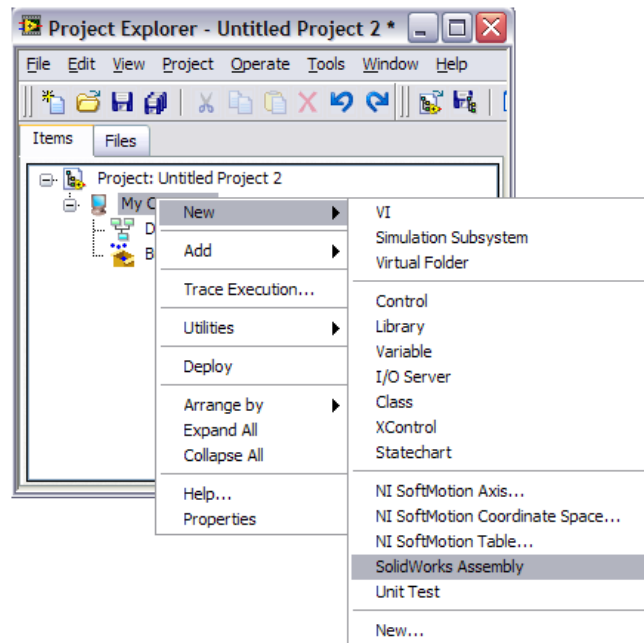 Project Explorer - Untitled Project 2 *
File Edit View Project Operate Tools Window Help
Items Files
Project: Untitled Project 2
My C
D
B
New
Add
Trace Execution...
Utilities
Deploy
Arrange by
Expand All
Collapse All
Help...
Properties
VI
Simulation Subsystem
Virtual Folder
Control
Library
Variable
I/O Server
Class
XControl
Statechart
NI SoftMotion Axis...
NI SoftMotion Coordinate Space...
NI SoftMotion Table...
SolidWorks Assembly
Unit Test
New...